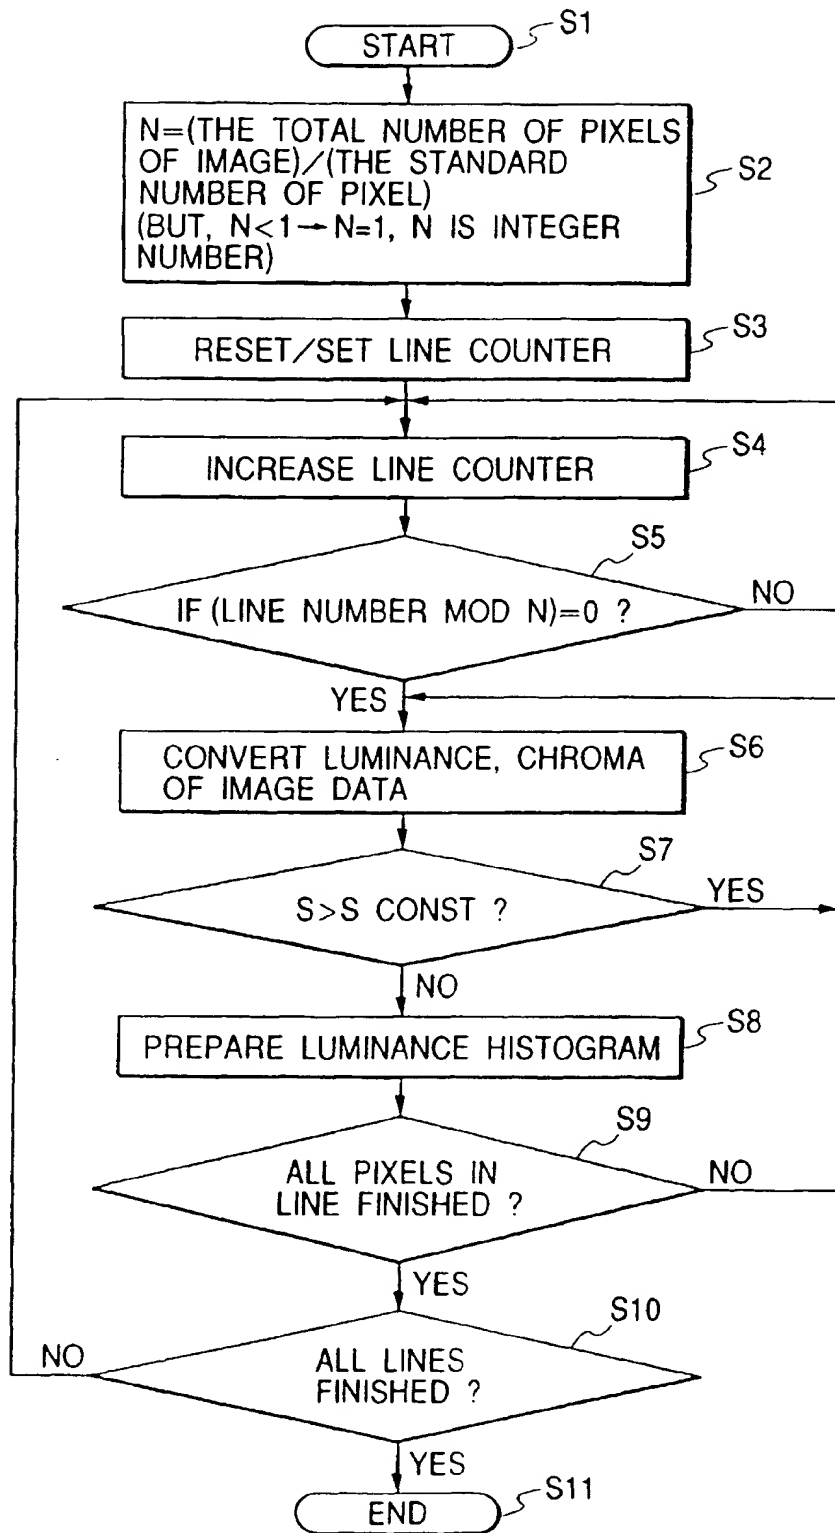 START
S1
N=(THE TOTAL NUMBER OF PIXELS
OF IMAGE)/(THE STANDARD
NUMBER OF PIXEL)
(BUT, N<1→N=1, N IS INTEGER
NUMBER)
S2
RESET/SET LINE COUNTER
S3
INCREASE LINE COUNTER
S4
IF (LINE NUMBER MOD N)=0 ?
S5
NO
YES
CONVERT LUMINANCE, CHROMA
OF IMAGE DATA
S6
S>S CONST ?
S7
YES
NO
PREPARE LUMINANCE HISTOGRAM
S8
ALL PIXELS IN
LINE FINISHED ?
S9
NO
YES
ALL LINES
FINISHED ?
S10
NO
YES
END
S11